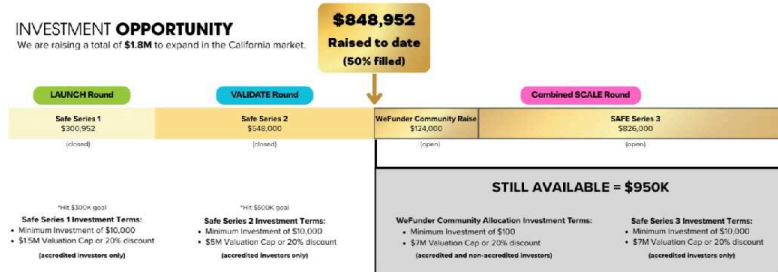 INVESTMENT OPPORTUNITY
We are raising a total of $1.8M to expand in the California market.
$848,952
Raised to date
(50% filled)
LAUNCH Round
VALIDATE Round
Combined SCALE Round
Safe Series 1
$300,952
(closed)
Safe Series 2
$548,000
(closed)
WeFunder Community Raise
$124,000
(open)
SAFE Series 3
$826,000
(open)
STILL AVAILABLE = $950K
*Hit $300K goal
Safe Series 1 Investment Terms:
• Minimum Investment of $10,000
• $1.5M Valuation Cap or 20% discount
(accredited investors only)
*Hit $500K goal
Safe Series 2 Investment Terms:
• Minimum Investment of $10,000
• $5M Valuation Cap or 20% discount
(accredited investors only)
WeFunder Community Allocation Investment Terms:
• Minimum Investment of $100
• $7M Valuation Cap or 20% discount
(accredited and non-accredited investors)
Safe Series 3 Investment Terms:
• Minimum Investment of $10,000
• $7M Valuation Cap or 20% discount
(accredited investors only)